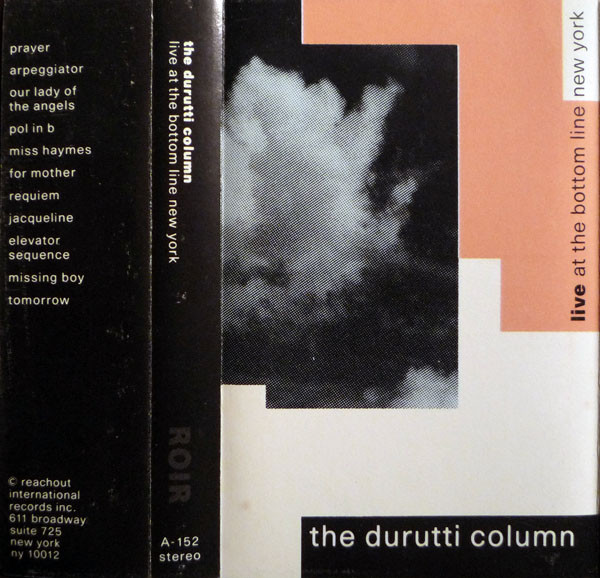 prayer
arpeggiator
our lady of
the angels
pol in b
miss haymes
for mother
requiem
jacqueline
elevator
sequence
missing boy
tomorrow
© reachout
international
records inc.
611 broadway
suite 725
new york
ny 10012
the durutti column
live at the bottom line new york
ROIR
A-152
stereo
live at the bottom line new york
the durutti column